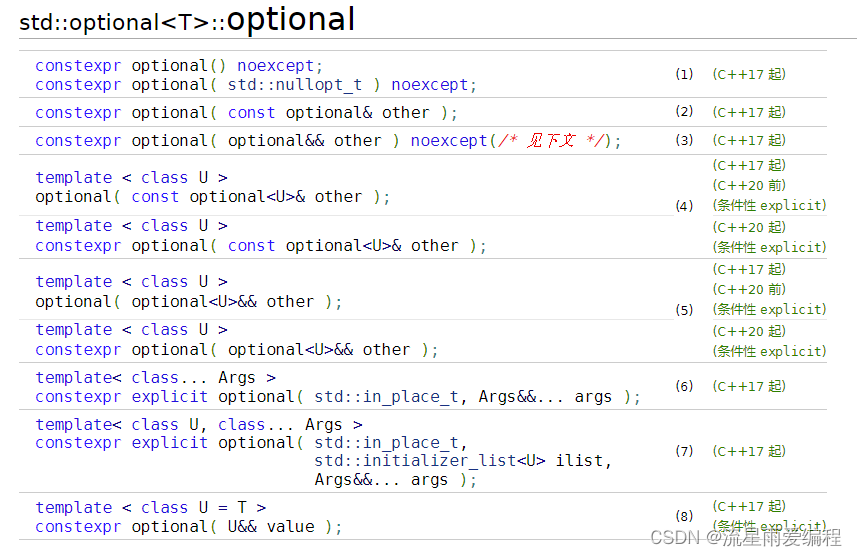 std::optional<T>::optional
constexpr optional() noexcept;
constexpr optional( std::nullopt_t ) noexcept;
(1) (C++17 起)
constexpr optional( const optional& other );
(2) (C++17 起)
constexpr optional( optional&& other ) noexcept(/* 见下文 */);
(3) (C++17 起)
template < class U >
optional( const optional<U>& other );
(C++17 起)
(C++20 前)
(条件性 explicit)
(4)
template < class U >
constexpr optional( const optional<U>& other );
(C++20 起)
(条件性 explicit)
template < class U >
optional( optional<U>&& other );
(C++17 起)
(C++20 前)
(条件性 explicit)
(5)
template < class U >
constexpr optional( optional<U>&& other );
(C++20 起)
(条件性 explicit)
template< class... Args >
constexpr explicit optional( std::in_place_t, Args&&... args );
(6) (C++17 起)
template< class U, class... Args >
constexpr explicit optional( std::in_place_t,
std::initializer_list<U> ilist,
Args&&... args );
(7) (C++17 起)
template < class U = T >
constexpr optional( U&& value );
(8) (C++17 起)
(条件性 explicit)
CSDN @流星雨爱编程